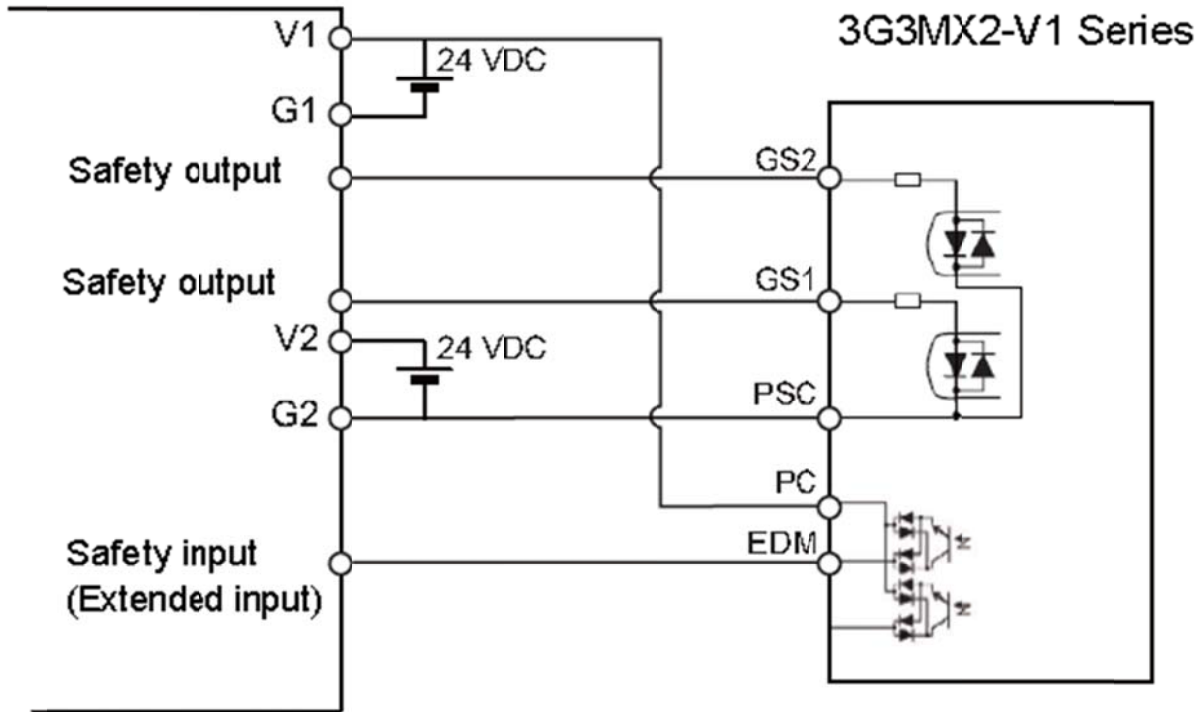 V1
3G3MX2-V1 Series
24 VDC
G1
Safety output
GS2
Safety output
GS1
V2
24 VDC
G2
PSC
PC
Safety input
(Extended input)
EDM